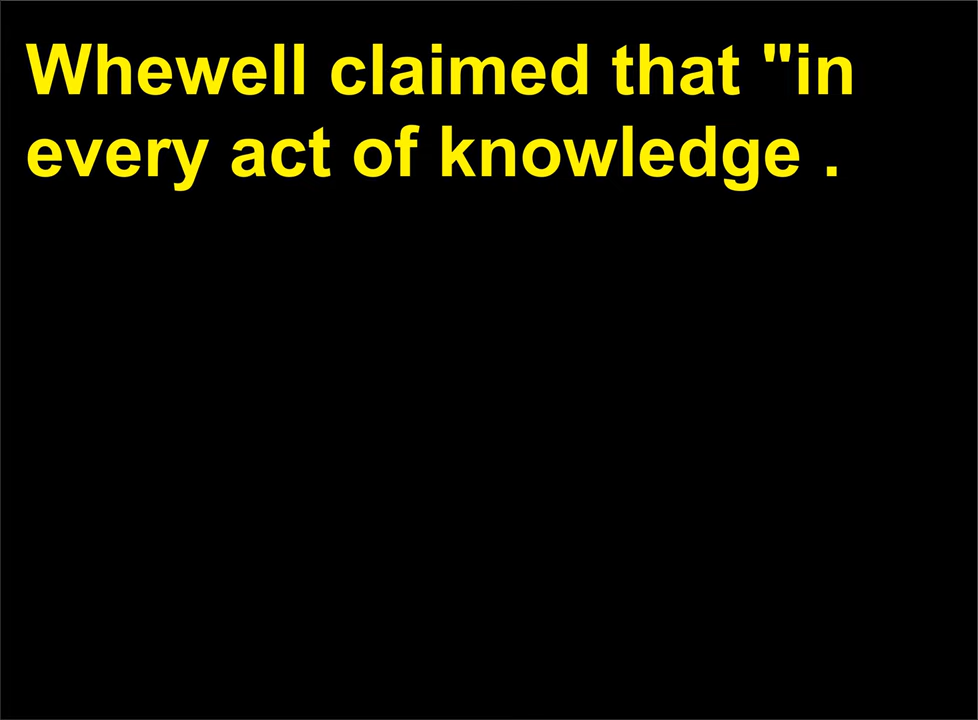 Whewell claimed that "in
every act of knowledge .